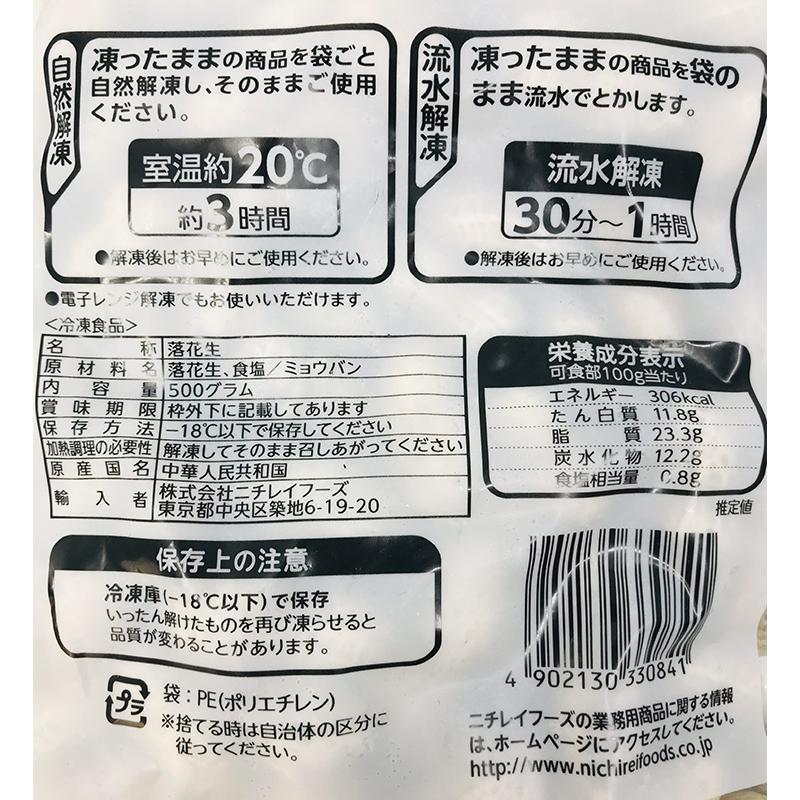 自然解凍
凍ったままの商品を袋ごと
自然解凍し、そのままご使用
ください。
室温約20℃
約3時間
●解凍後はお早めにご使用ください。
流水解凍
凍ったままの商品を袋の
まま流水でとかします。
流水解凍
30分～1時間
●解凍後はお早めにご使用ください。
●電子レンジ解凍でもお使いいただけます。
＜冷凍食品＞
名称 落花生
原材料名 落花生、食塩／ミョウバン
内容量 500グラム
賞味期限 枠外下に記載してあります
保存方法 −18℃以下で保存してください
加熱調理の必要性 解凍してそのまま召しあがってください
原産国名 中華人民共和国
輸入者 株式会社ニチレイフーズ
東京都中央区築地6-19-20
栄養成分表示
可食部100g当たり
エネルギー 306kcal
たん白質 11.8g
脂質 23.3g
炭水化物 12.2g
食塩相当量 0.8g
推定値
保存上の注意
冷凍庫(−18℃以下)で保存
いったん解けたものを再び凍らせると
品質が変わることがあります。
プラ
袋：PE(ポリエチレン)
※捨てる時は自治体の区分に
従ってください。
4 902130 330841
ニチレイフーズの業務用商品に関する情報
は、ホームページにアクセスしてください。
http://www.nichireifoods.co.jp